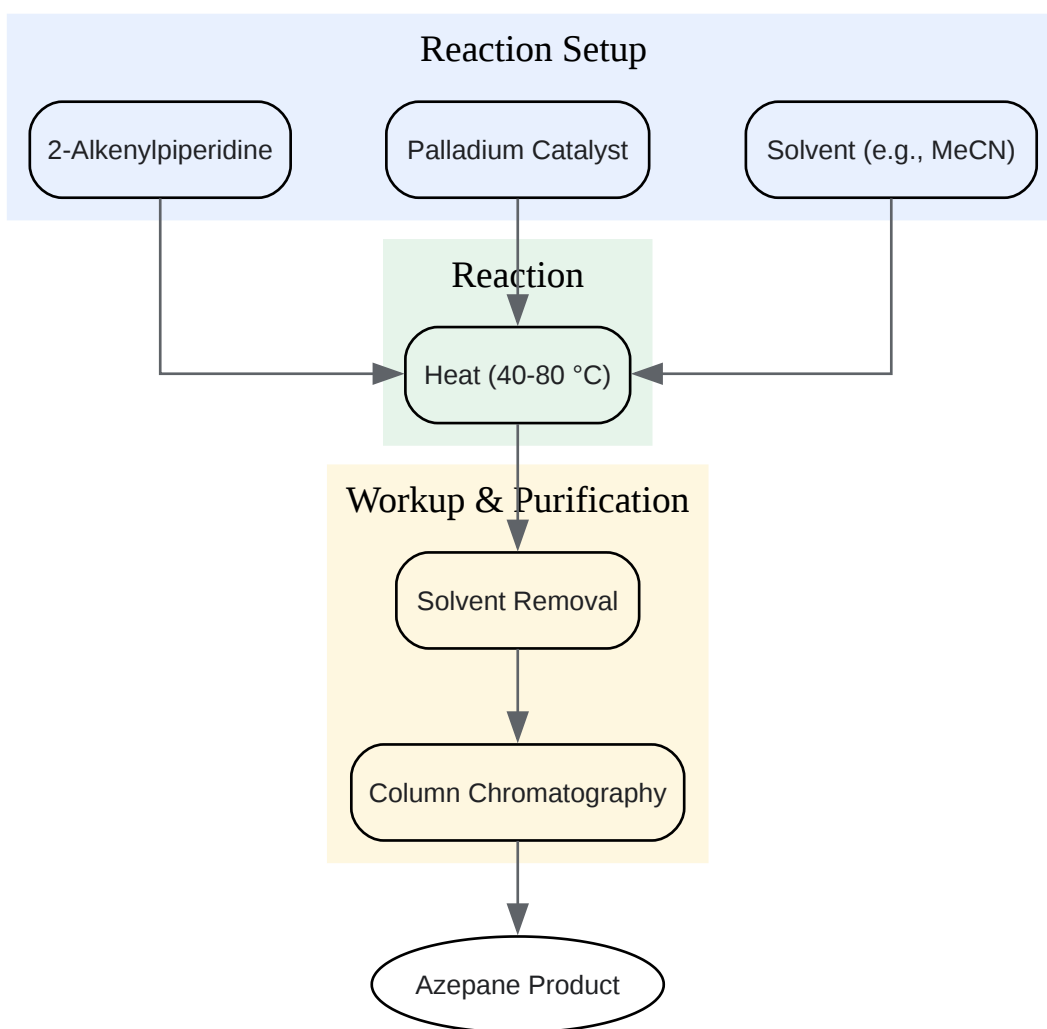 Reaction Setup
2-Alkenylpiperidine
Palladium Catalyst
Solvent (e.g., MeCN)
Reaction
Heat (40-80 °C)
Workup & Purification
Solvent Removal
Column Chromatography
Azepane Product